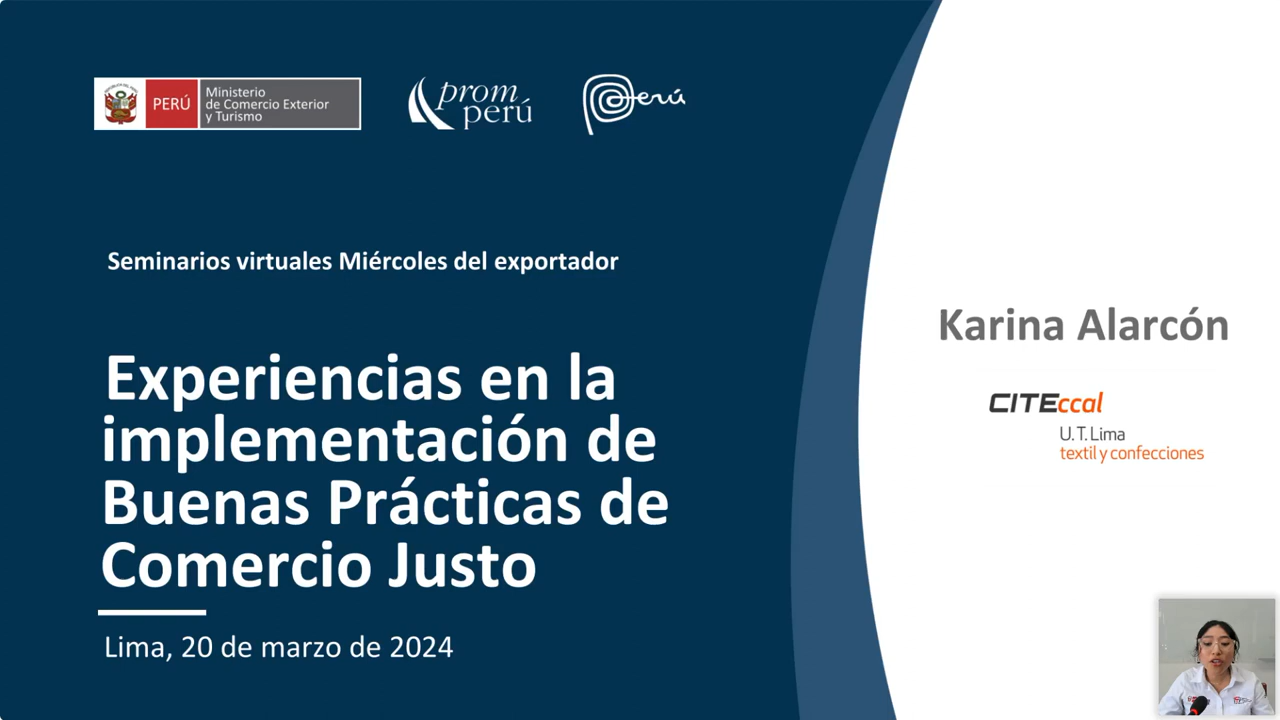 PERÚ
Ministerio
de Comercio Exterior
y Turismo
prom
perú
Perú
Seminarios virtuales Miércoles del exportador
Experiencias en la
implementación de
Buenas Prácticas de
Comercio Justo
Lima, 20 de marzo de 2024
Karina Alarcón
CITEccal
U.T. Lima
textil y confecciones